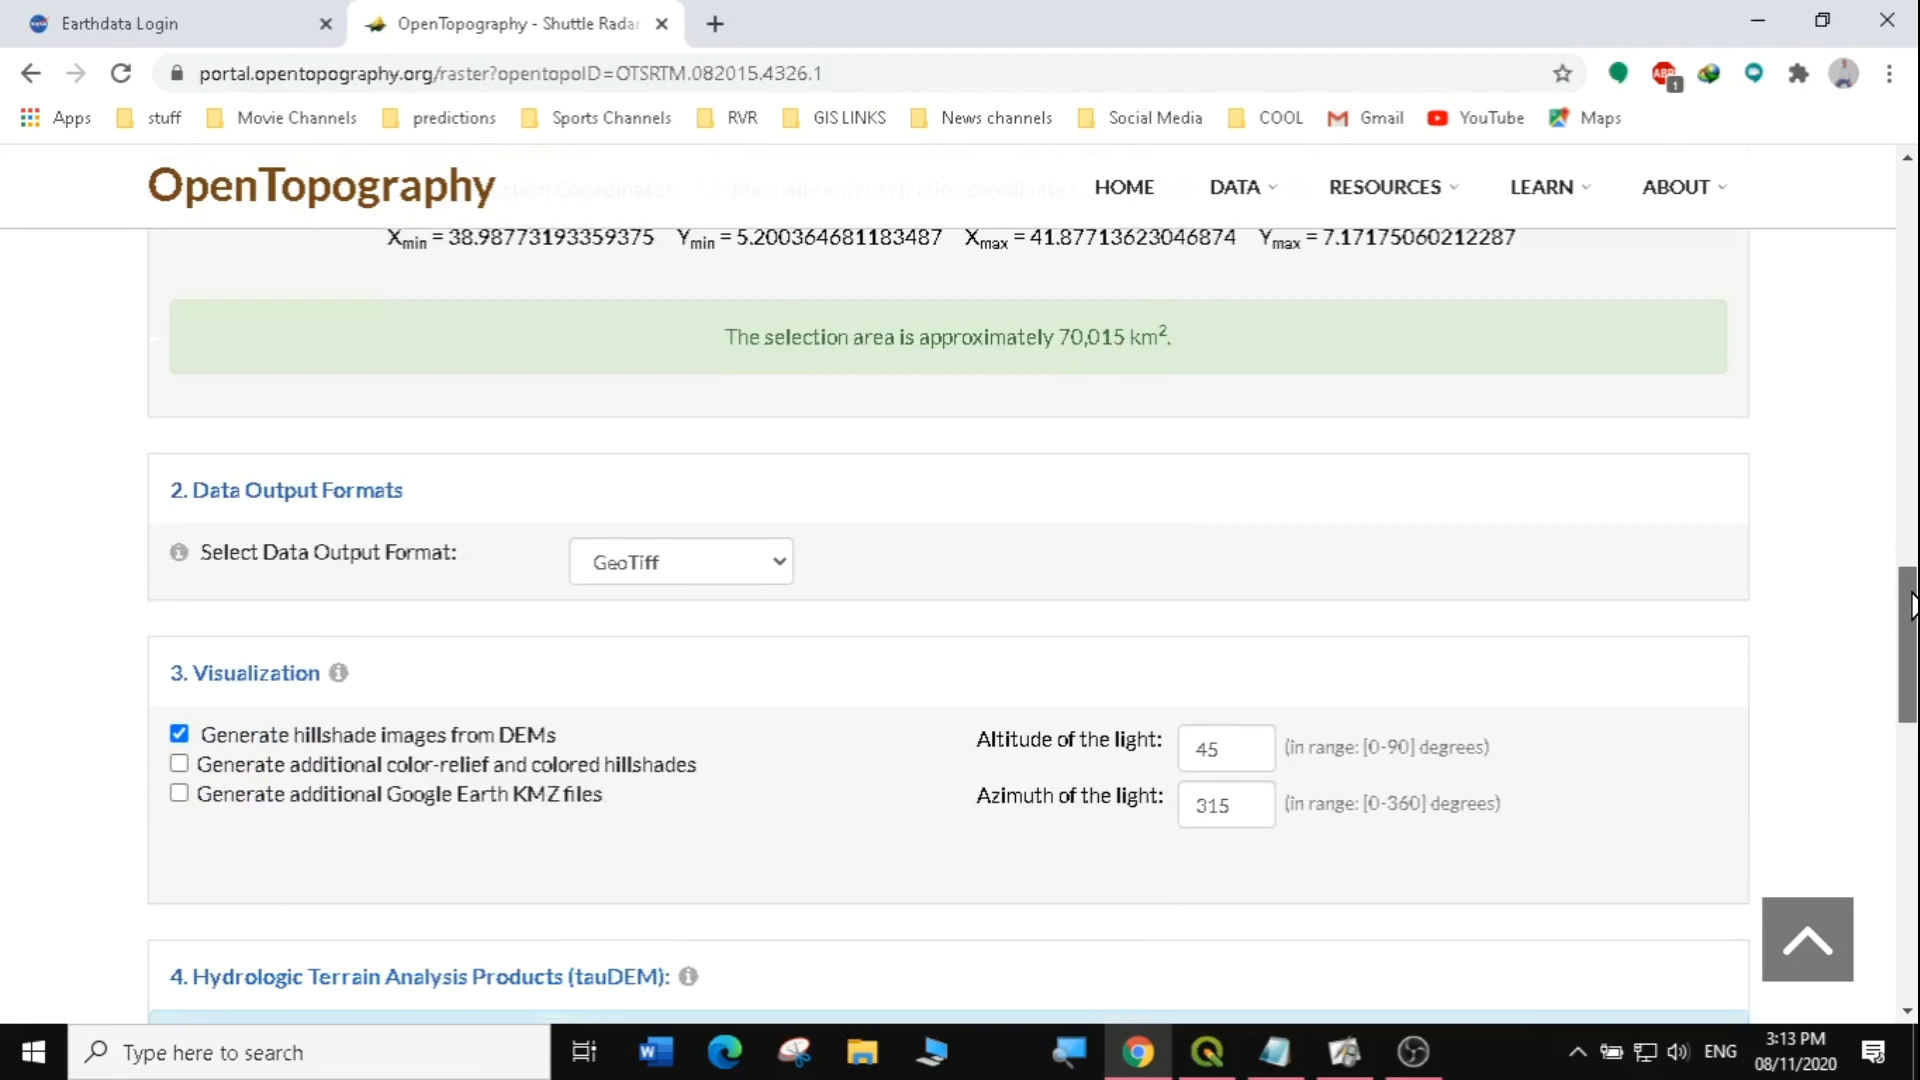 Earthdata Login
OpenTopography - Shuttle Radar
portal.opentopography.org/raster?opentopoID=OTSRTM.082015.4326.1
ABP 1
Apps stuff Movie Channels predictions Sports Channels RVR GIS LINKS News channels Social Media COOL Gmail YouTube Maps
OpenTopography HOME DATA RESOURCES LEARN ABOUT
Xmin = 38.98773193359375 Ymin = 5.200364681183487 Xmax = 41.87713623046874 Ymax = 7.17175060212287
The selection area is approximately 70,015 km².
2. Data Output Formats
Select Data Output Format: GeoTiff
3. Visualization
Generate hillshade images from DEMs
Generate additional color-relief and colored hillshades
Generate additional Google Earth KMZ files
Altitude of the light: 45 (in range: [0-90] degrees)
Azimuth of the light: 315 (in range: [0-360] degrees)
4. Hydrologic Terrain Analysis Products (tauDEM):
Type here to search
ENG
3:13 PM
08/11/2020